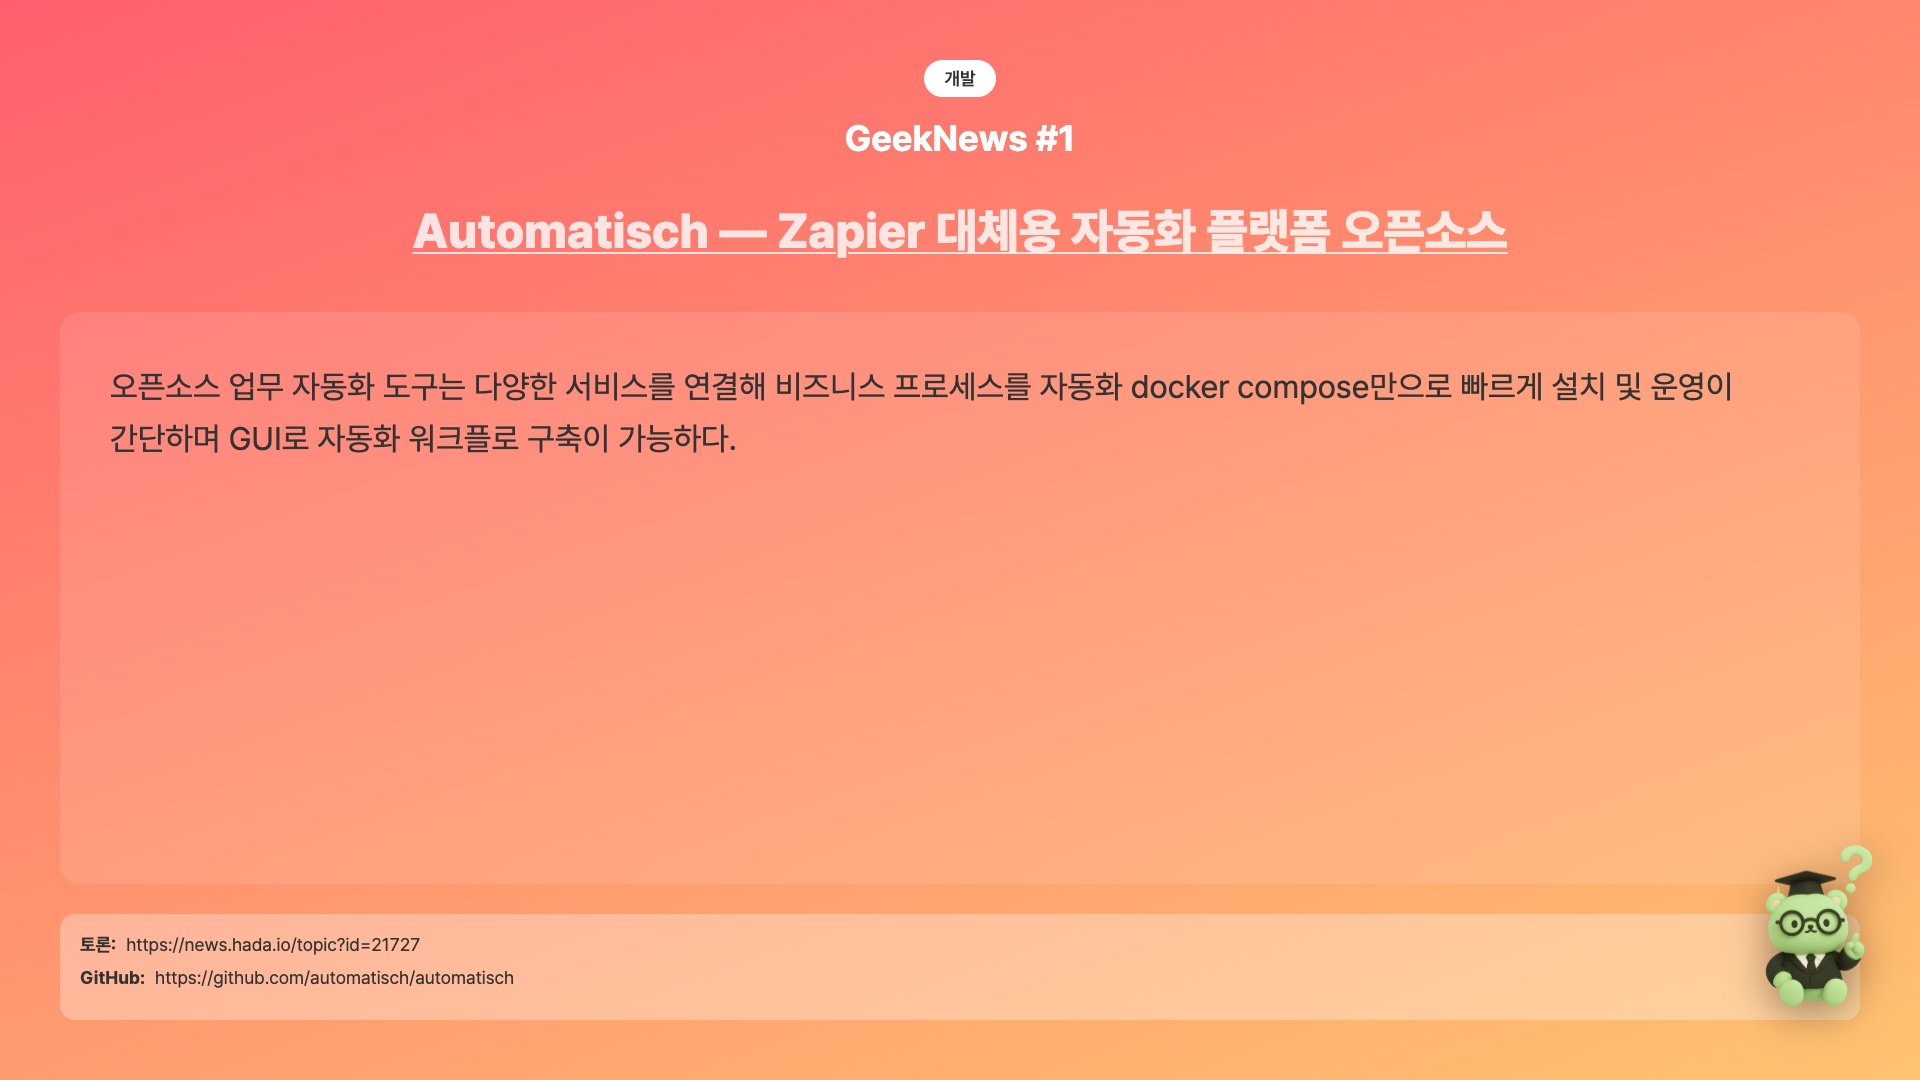 개발
GeekNews #1
Automatisch — Zapier 대체용 자동화 플랫폼 오픈소스
오픈소스 업무 자동화 도구는 다양한 서비스를 연결해 비즈니스 프로세스를 자동화 docker compose만으로 빠르게 설치 및 운영이
간단하며 GUI로 자동화 워크플로 구축이 가능하다.
토론: https://news.hada.io/topic?id=21727
GitHub: https://github.com/automatisch/automatisch